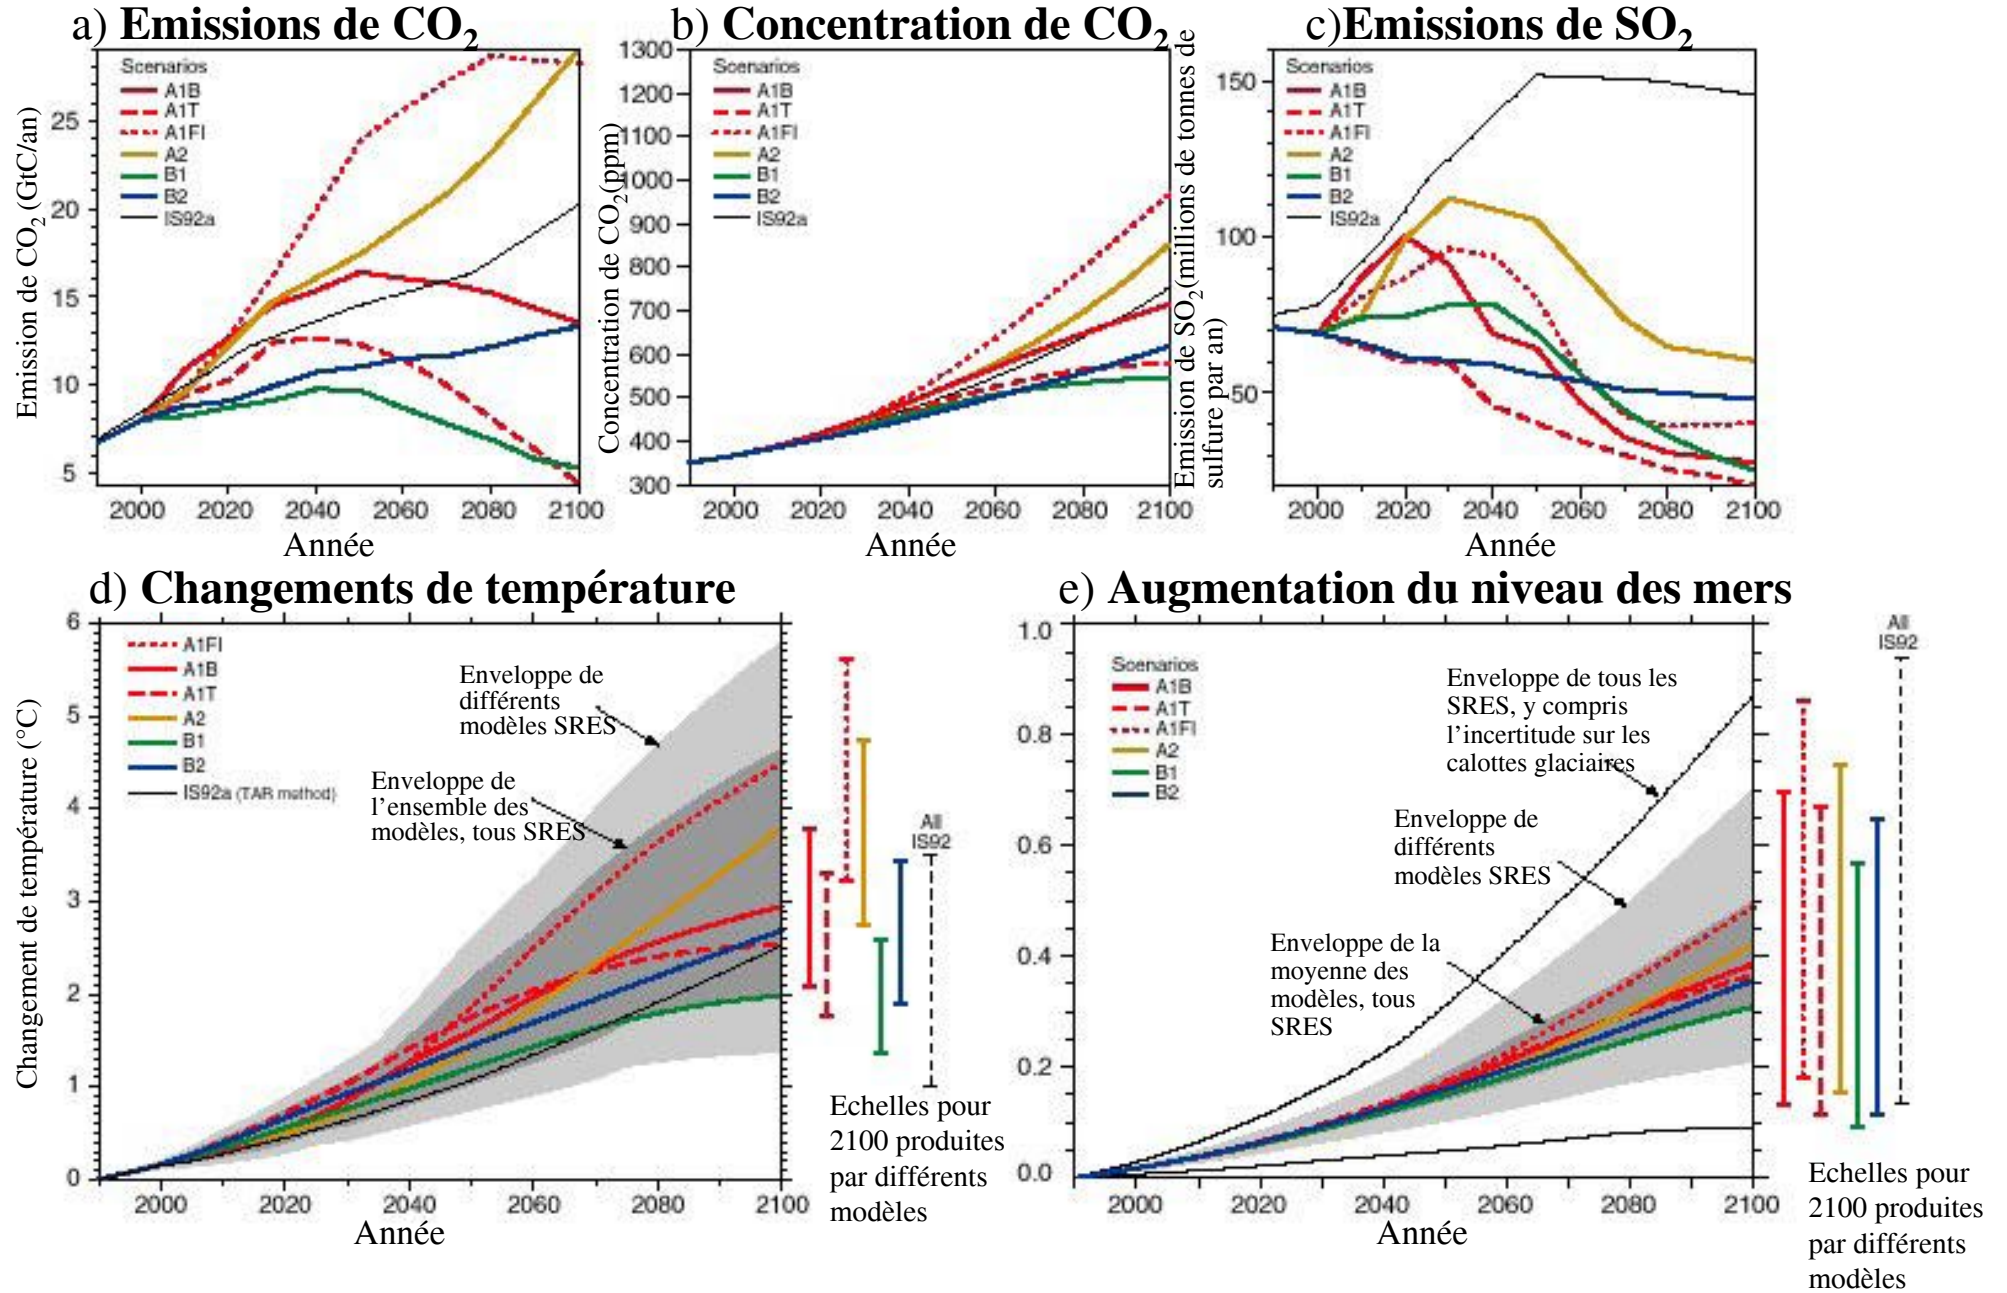 a) Emissions de CO2
Emission de CO2 (GtC/an)
Scenarios
A1B
A1T
A1FI
A2
B1
B2
IS92a
25
20
15
10
5
2000 2020 2040 2060 2080 2100
Année
b) Concentration de CO2
Concentration de CO2(ppm)
1300
1200
1100
1000
900
800
700
600
500
400
300
Scenarios
A1B
A1T
A1FI
A2
B1
B2
IS92a
2000 2020 2040 2060 2080 2100
Année
c)Emissions de SO2
Emission de SO2(millions de tonnes de
sulfure par an)
150
100
50
Scenarios
A1B
A1T
A1FI
A2
B1
B2
IS92a
2000 2020 2040 2060 2080 2100
Année
d) Changements de température
Changement de température (°C)
6
5
4
3
2
1
0
A1FI
A1B
A1T
A2
B1
B2
IS92a (TAR method)
Enveloppe de
différents
modèles SRES
Enveloppe de
l'ensemble des
modèles, tous SRES
All
IS92
2000 2020 2040 2060 2080 2100
Année
Echelles pour
2100 produites
par différents
modèles
e) Augmentation du niveau des mers
1.0
0.8
0.6
0.4
0.2
0.0
Scenarios
A1B
A1T
A1FI
A2
B1
B2
Enveloppe de tous les
SRES, y compris
l'incertitude sur les
calottes glaciaires
Enveloppe de
différents
modèles SRES
Enveloppe de la
moyenne des
modèles, tous
SRES
All
IS92
2000 2020 2040 2060 2080 2100
Année
Echelles pour
2100 produites
par différents
modèles